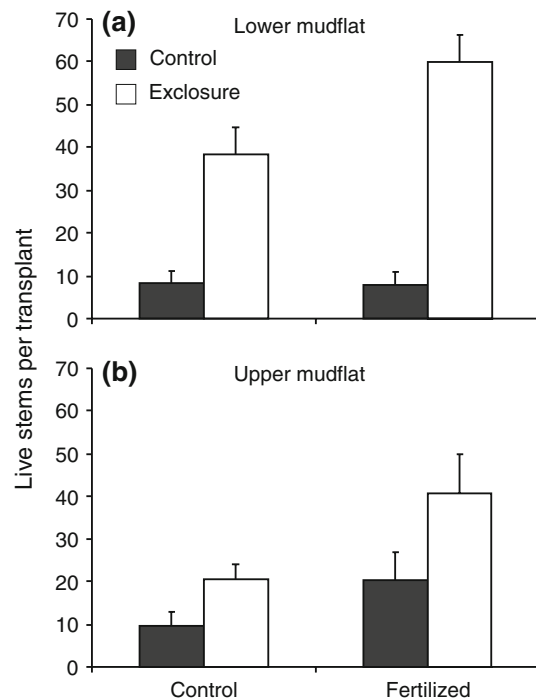 (a) Lower mudflat
Control
Exclosure
70
60
50
40
30
20
10
0
Live stems per transplant
(b) Upper mudflat
70
60
50
40
30
20
10
0
Control Fertilized